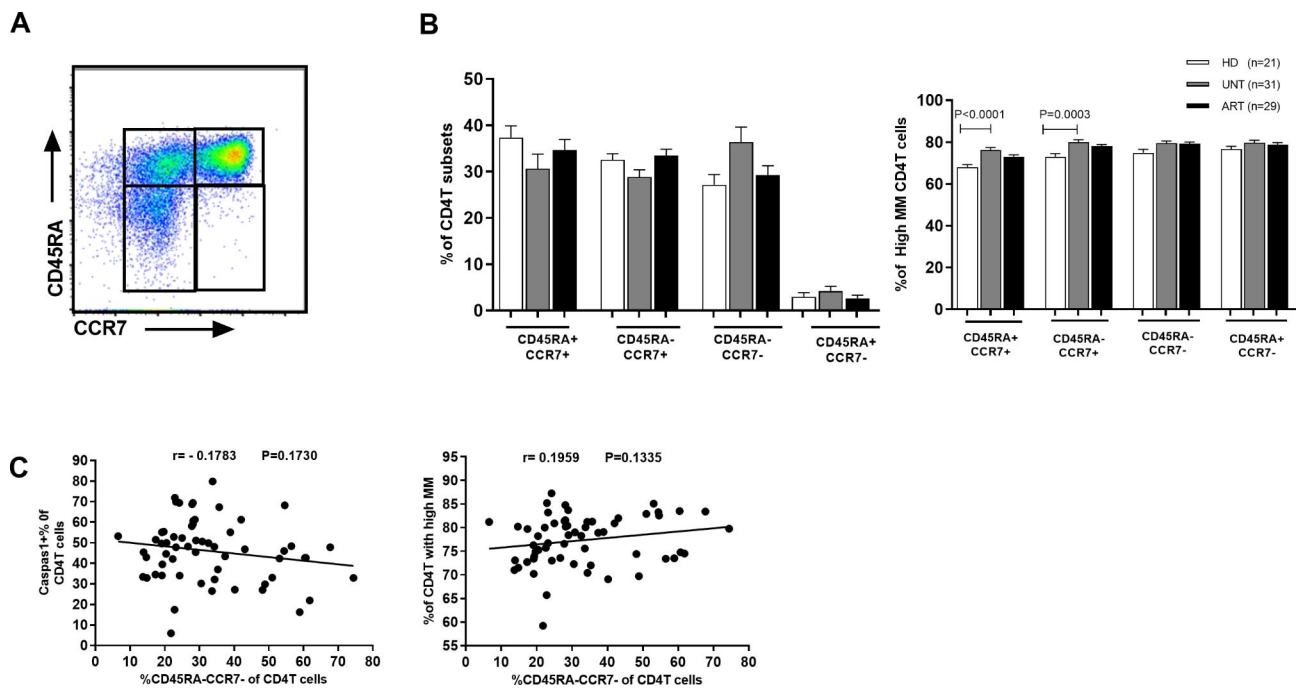 A
CD45RA
CCR7
B
%of CD4T subsets
50
40
30
20
10
0
CD45RA+
CCR7+
CD45RA-
CCR7+
CD45RA-
CCR7-
CD45RA+
CCR7-
HD (n=21)
UNT (n=31)
ART (n=29)
%of High MM CD4T cells
100
80
60
40
20
0
P<0.0001
P=0.0003
CD45RA+
CCR7+
CD45RA-
CCR7+
CD45RA-
CCR7-
CD45RA+
CCR7-
C
r= - 0.1783 P=0.1730
Caspas1+% 0f
CD4T cells
90
80
70
60
50
40
30
20
10
0
0 10 20 30 40 50 60 70 80
%CD45RA-CCR7- of CD4T cells
r= 0.1959 P=0.1335
%of CD4T with high MM
95
90
85
80
75
70
65
60
55
0 10 20 30 40 50 60 70 80
%CD45RA-CCR7- of CD4T cells